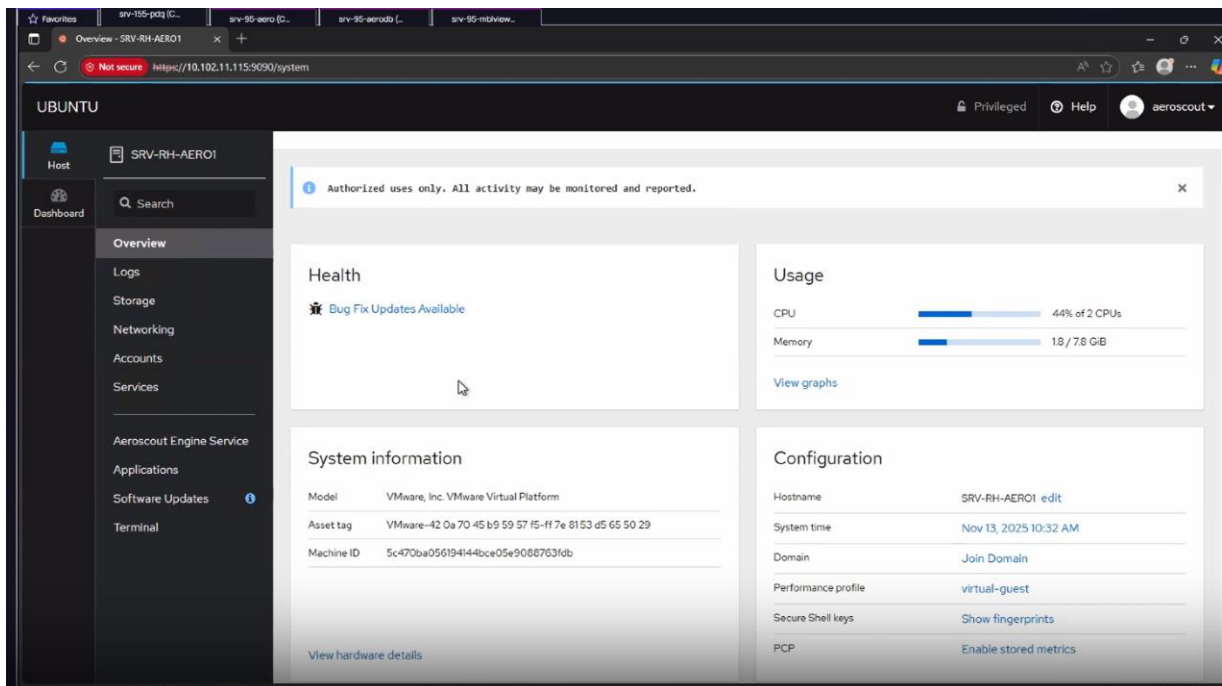 Favorites srv-155-pdq (C... srv-95-aero (C... srv-95-aerodb (... srv-95-mblview...
Overview - SRV-RH-AERO1
Not secure https://10.102.11.115:9090/system
UBUNTU
Privileged Help aeroscout
Host
Dashboard
SRV-RH-AERO1
Search
Overview
Logs
Storage
Networking
Accounts
Services
Aeroscout Engine Service
Applications
Software Updates
Terminal
Authorized uses only. All activity may be monitored and reported.
Health
Bug Fix Updates Available
Usage
CPU 44% of 2 CPUs
Memory 1.8 / 7.8 GiB
View graphs
System information
Model VMware, Inc. VMware Virtual Platform
Asset tag VMware-42 0a 70 45 b9 59 57 f5-ff 7e 81 53 d5 65 50 29
Machine ID 5c470ba056194144bce05e9088763fdb
View hardware details
Configuration
Hostname SRV-RH-AERO1 edit
System time Nov 13, 2025 10:32 AM
Domain Join Domain
Performance profile virtual-guest
Secure Shell keys Show fingerprints
PCP Enable stored metrics